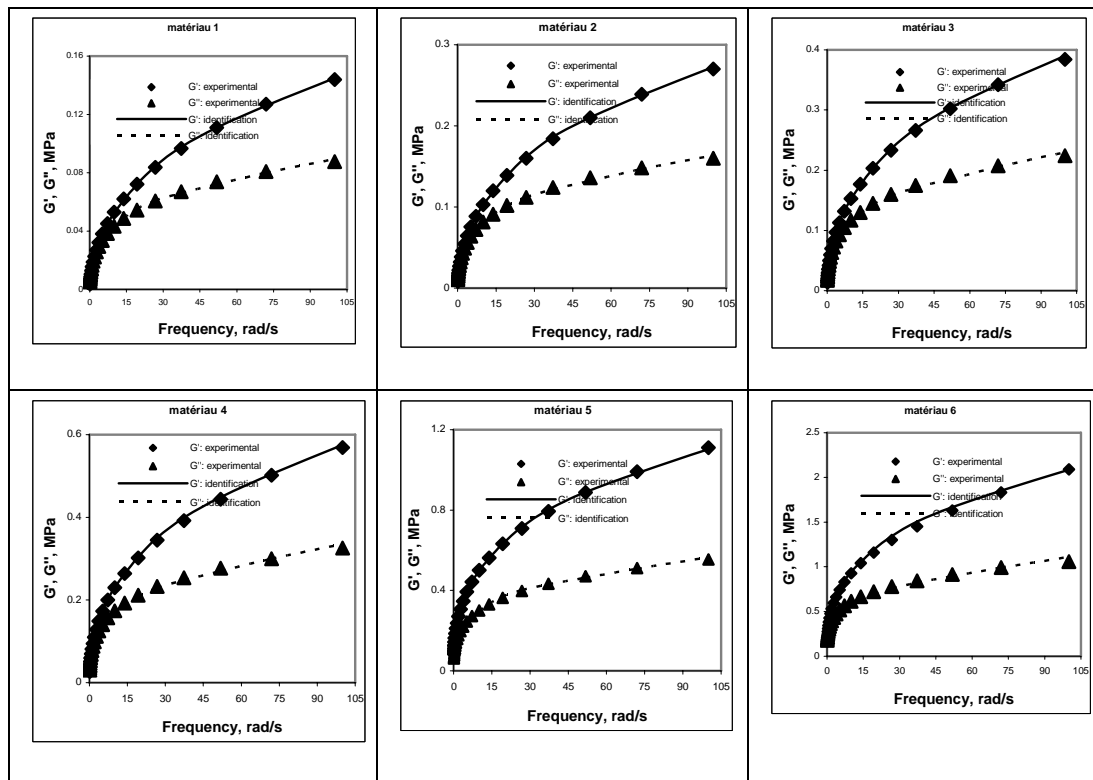 matériau 1
0.16
0.12
0.08
0.04
0
G', G", MPa
G': experimental
G": experimental
G': identification
G": identification
0 15 30 45 60 75 90 105
Frequency, rad/s
matériau 2
0.3
0.2
0.1
0
G', G", MPa
G': experimental
G": experimental
G': identification
G": identification
0 15 30 45 60 75 90 105
Frequency, rad/s
matériau 3
0.4
0.3
0.2
0.1
0
G', G", MPa
G': experimental
G": experimental
G': identification
G": identification
0 15 30 45 60 75 90 105
Frequency, rad/s
matériau 4
0.6
0.4
0.2
0
G', G", MPa
G': experimental
G": experimental
G': identification
G": identification
0 15 30 45 60 75 90 105
Frequency, rad/s
matériau 5
1.2
0.8
0.4
0
G', G", MPa
G': experimental
G": experimental
G': identification
G": identification
0 15 30 45 60 75 90 105
Frequency, rad/s
matériau 6
2.5
2
1.5
1
0.5
0
G', G", MPa
G': experimental
G": experimental
G': identification
G": identification
0 15 30 45 60 75 90 105
Frequency, rad/s